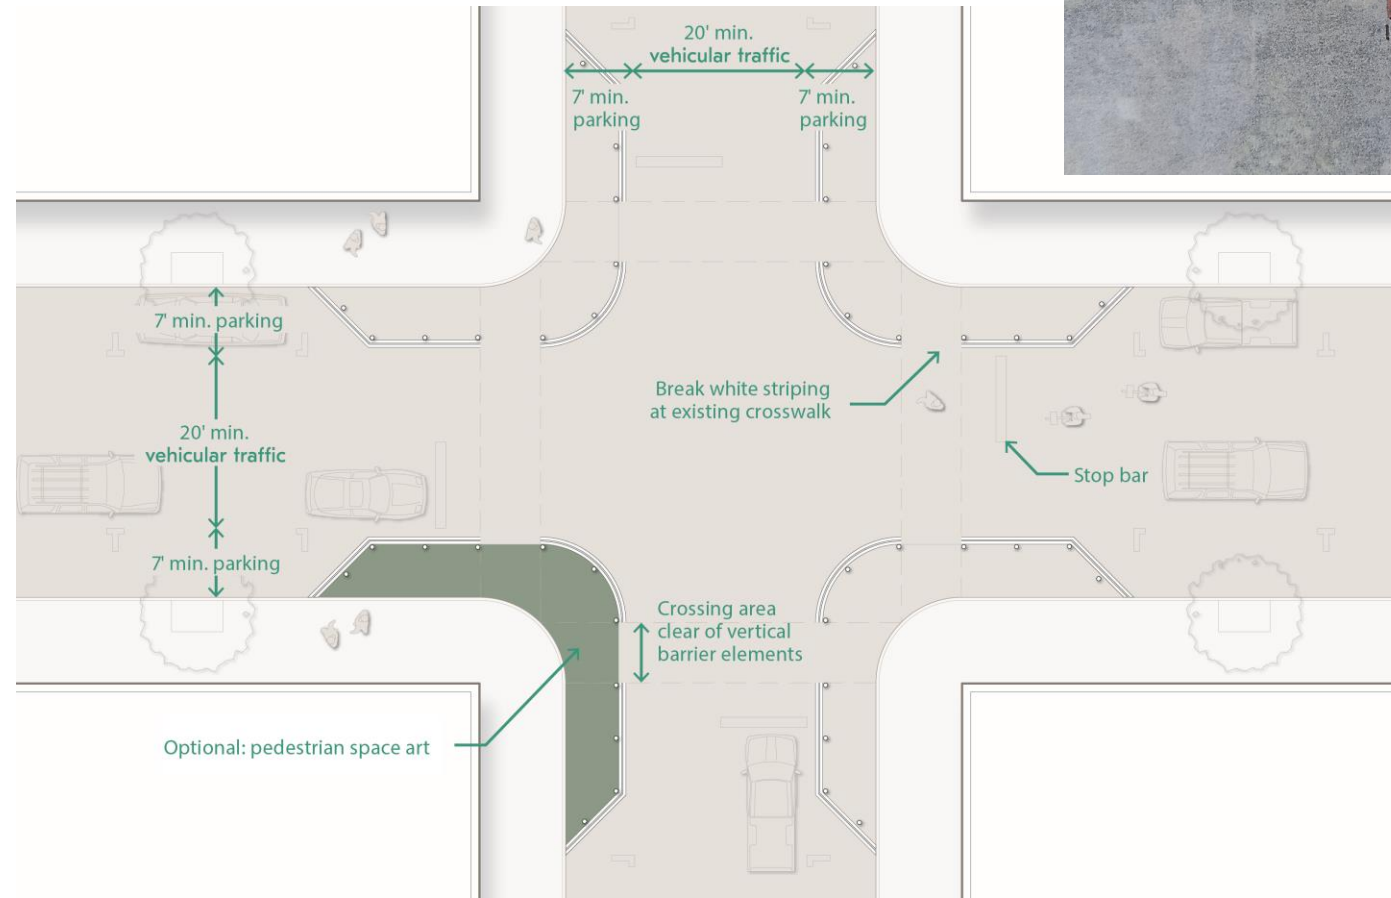 20' min.
vehicular traffic
7' min.
parking
7' min.
parking
7' min. parking
20' min.
vehicular traffic
7' min. parking
Break white striping
at existing crosswalk
Stop bar
Crossing area
clear of vertical
barrier elements
Optional: pedestrian space art